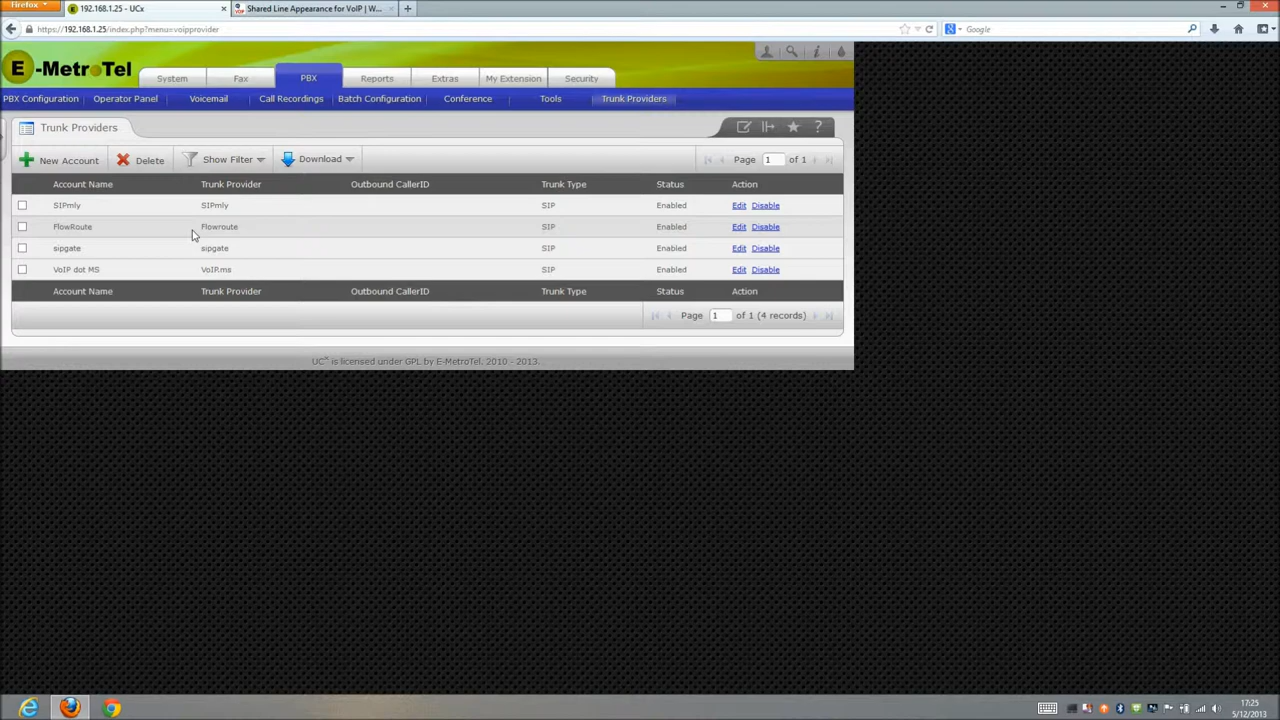 Firefox
192.168.1.25 - UCx
Shared Line Appearance for VoIP | W...
https://192.168.1.25/index.php?menu=voipprovider
Google
E-MetroTel
System Fax PBX Reports Extras My Extension Security
PBX Configuration Operator Panel Voicemail Call Recordings Batch Configuration Conference Tools Trunk Providers
Trunk Providers
New Account Delete Show Filter Download Page 1 of 1
Account Name Trunk Provider Outbound CallerID Trunk Type Status Action
SIPmly SIPmly SIP Enabled Edit Disable
FlowRoute Flowroute SIP Enabled Edit Disable
sipgate sipgate SIP Enabled Edit Disable
VoIP dot MS VoIP.ms SIP Enabled Edit Disable
Account Name Trunk Provider Outbound CallerID Trunk Type Status Action
Page 1 of 1 (4 records)
UCx is licensed under GPL by E-MetroTel. 2010 - 2013.
17:25
5/12/2013